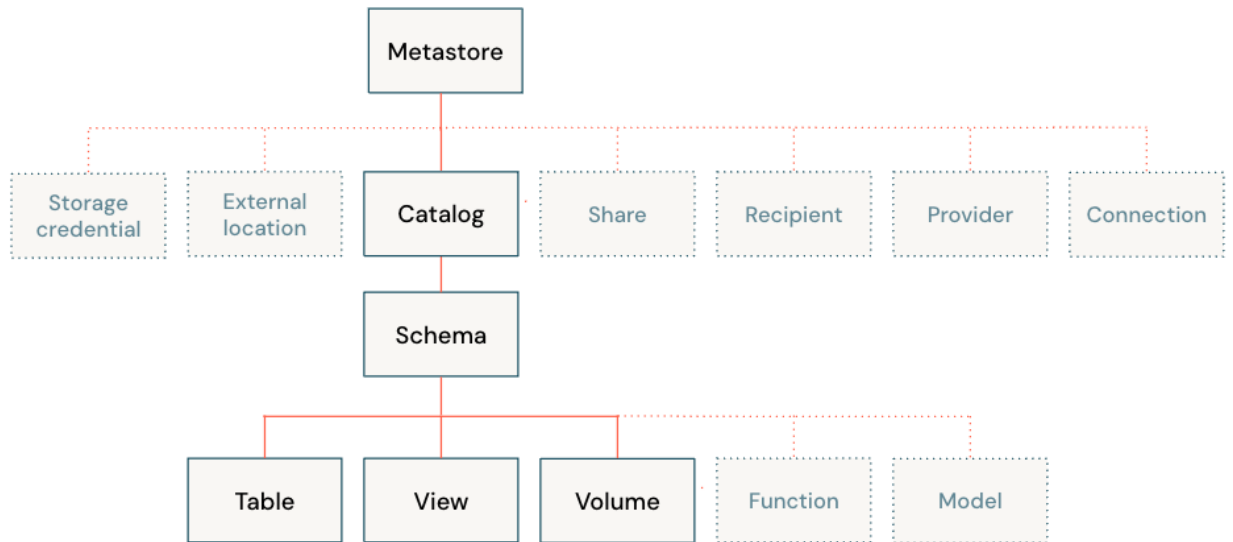 Metastore
Storage
credential
External
location
Catalog
Share
Recipient
Provider
Connection
Schema
Table
View
Volume
Function
Model